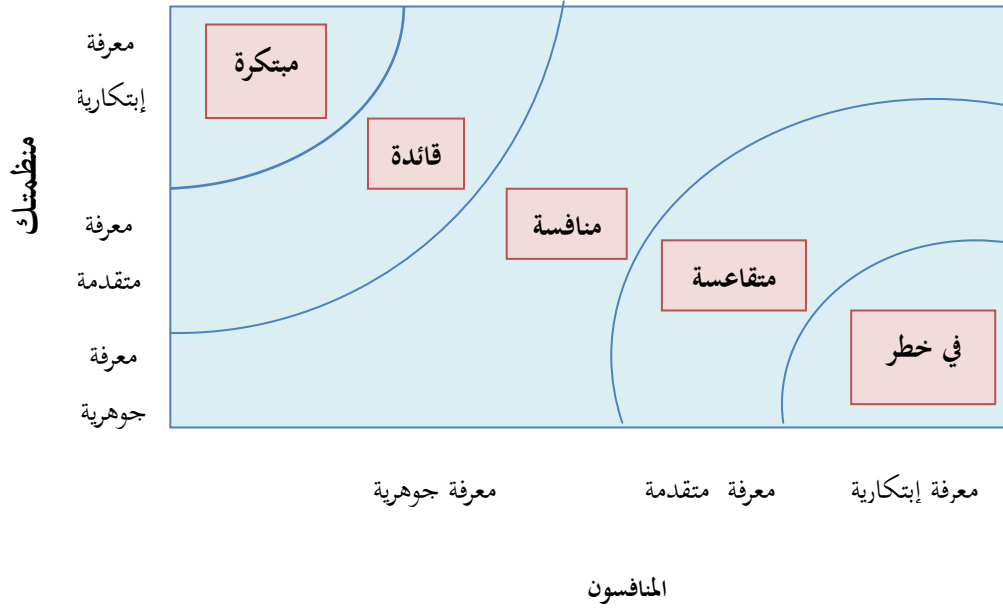 معرفة
إبتكارية
مبتكرة
قائدة
منظمتك
معرفة
متقدمة
منافسة
متقاعسة
معرفة
جوهرية
في خطر
معرفة جوهرية
معرفة متقدمة
معرفة إبتكارية
المنافسون